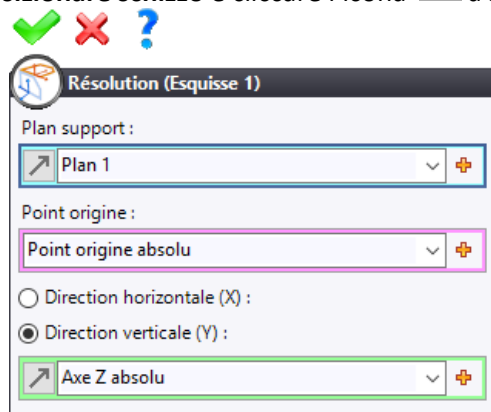 Résolution (Esquisse 1)
Plan support :
Plan 1
Point origine :
Point origine absolu
Direction horizontale (X) :
Direction verticale (Y) :
Axe Z absolu